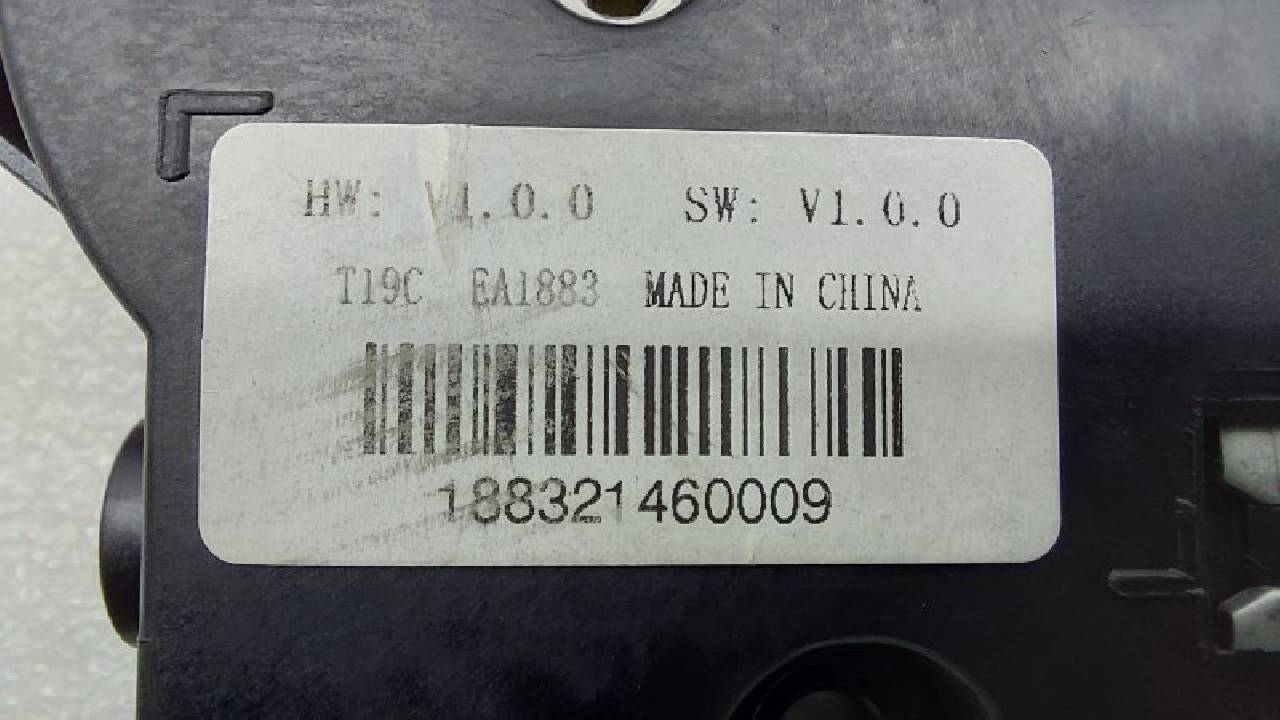 HW: V1.0.0 SW: V1.0.0
T19C EA1883 MADE IN CHINA
188321460009